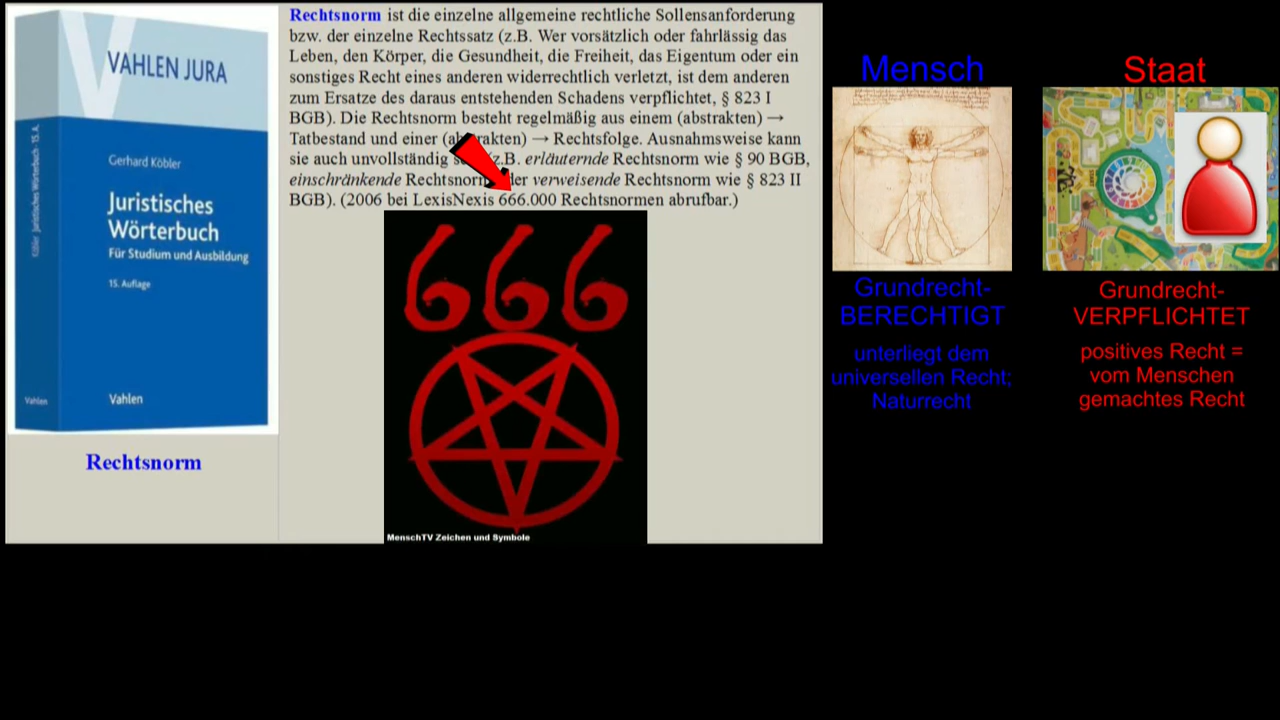 VAHLEN JURA
Gerhard Köbler
Juristisches
Wörterbuch
Für Studium und Ausbildung
15. Auflage
Vahlen
Köbler Juristisches Wörterbuch · 15. A.
Vahlen
Rechtsnorm
Rechtsnorm ist die einzelne allgemeine rechtliche Sollensanforderung
bzw. der einzelne Rechtssatz (z.B. Wer vorsätzlich oder fahrlässig das
Leben, den Körper, die Gesundheit, die Freiheit, das Eigentum oder ein
sonstiges Recht eines anderen widerrechtlich verletzt, ist dem anderen
zum Ersatze des daraus entstehenden Schadens verpflichtet, § 823 I
BGB). Die Rechtsnorm besteht regelmäßig aus einem (abstrakten) →
Tatbestand und einer (abstrakten) → Rechtsfolge. Ausnahmsweise kann
sie auch unvollständig (z.B. erläuternde Rechtsnorm wie § 90 BGB,
einschränkende Rechtsnorm oder verweisende Rechtsnorm wie § 823 II
BGB). (2006 bei LexisNexis 666.000 Rechtsnormen abrufbar.)
666
MenschTV Zeichen und Symbole
Mensch
Grundrecht-
BERECHTIGT
unterliegt dem
universellen Recht;
Naturrecht
Staat
Grundrecht-
VERPFLICHTET
positives Recht =
vom Menschen
gemachtes Recht